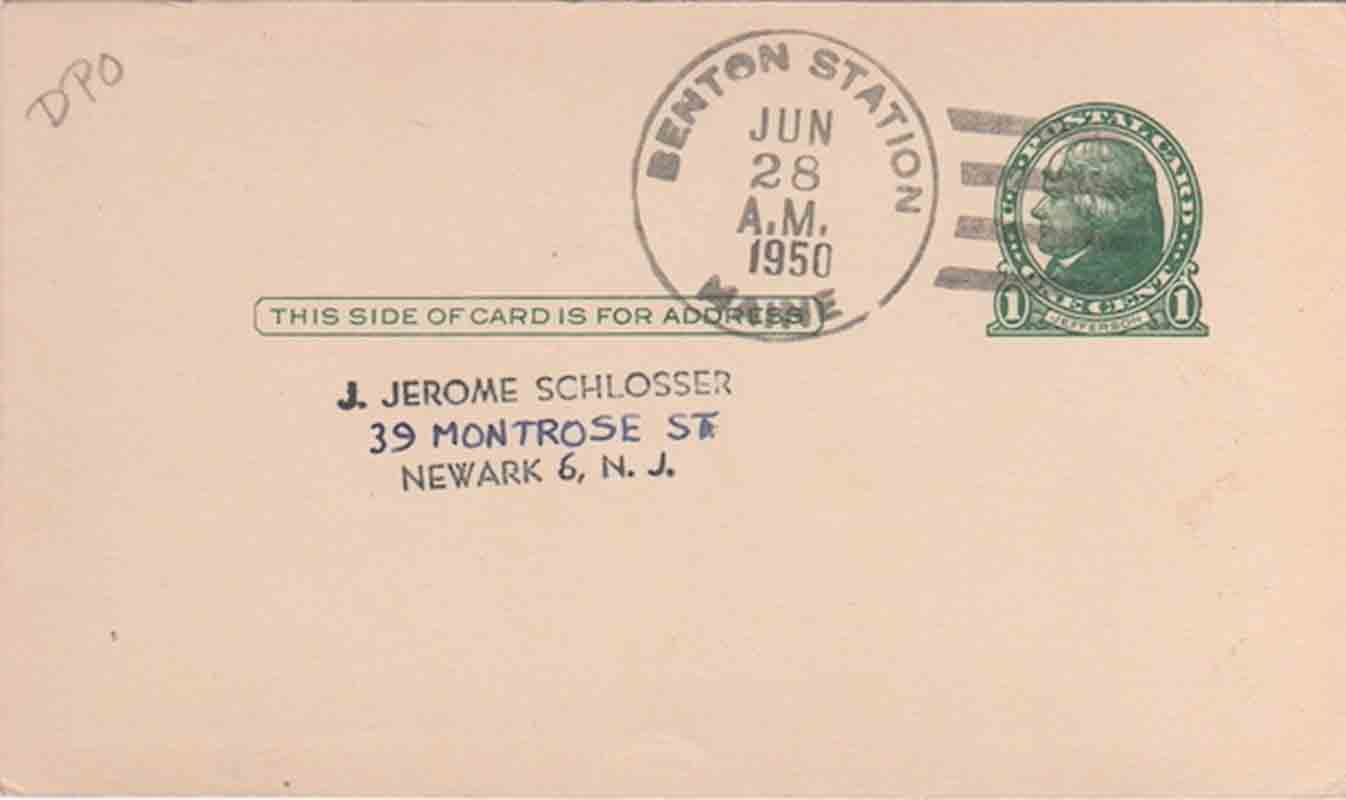 DPO
BENTON STATION
JUN
28
A.M.
1950
MAINE
U.S. POSTAL CARD
ONE CENT
1 JEFFERSON 1
THIS SIDE OF CARD IS FOR ADDRESS
J. JEROME SCHLOSSER
39 MONTROSE ST
NEWARK 6, N. J.